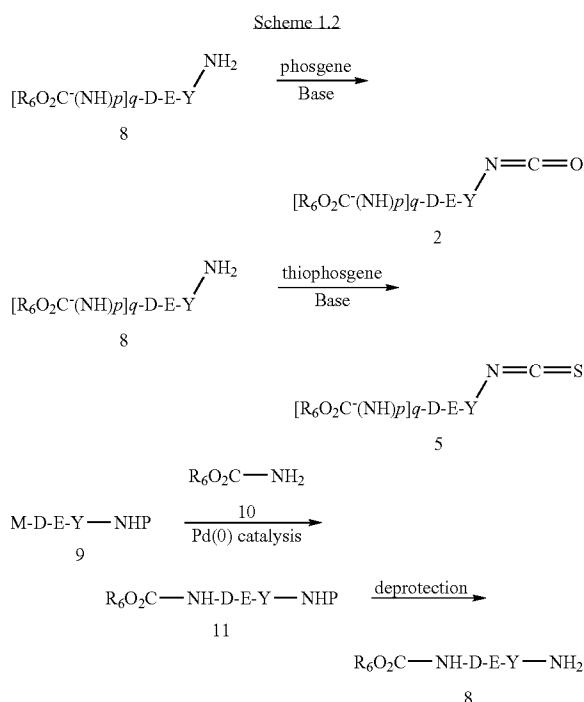 Scheme 1.2
NH2
[R6O2C-(NH)p]q-D-E-Y
8
phosgene
Base
N=C=O
[R6O2C-(NH)p]q-D-E-Y
2
NH2
[R6O2C-(NH)p]q-D-E-Y
8
thiophosgene
Base
N=C=S
[R6O2C-(NH)p]q-D-E-Y
5
R6O2C—NH2
10
M-D-E-Y—NHP
9
Pd(0) catalysis
R6O2C—NH-D-E-Y—NHP
11
deprotection
R6O2C—NH-D-E-Y—NH2
8